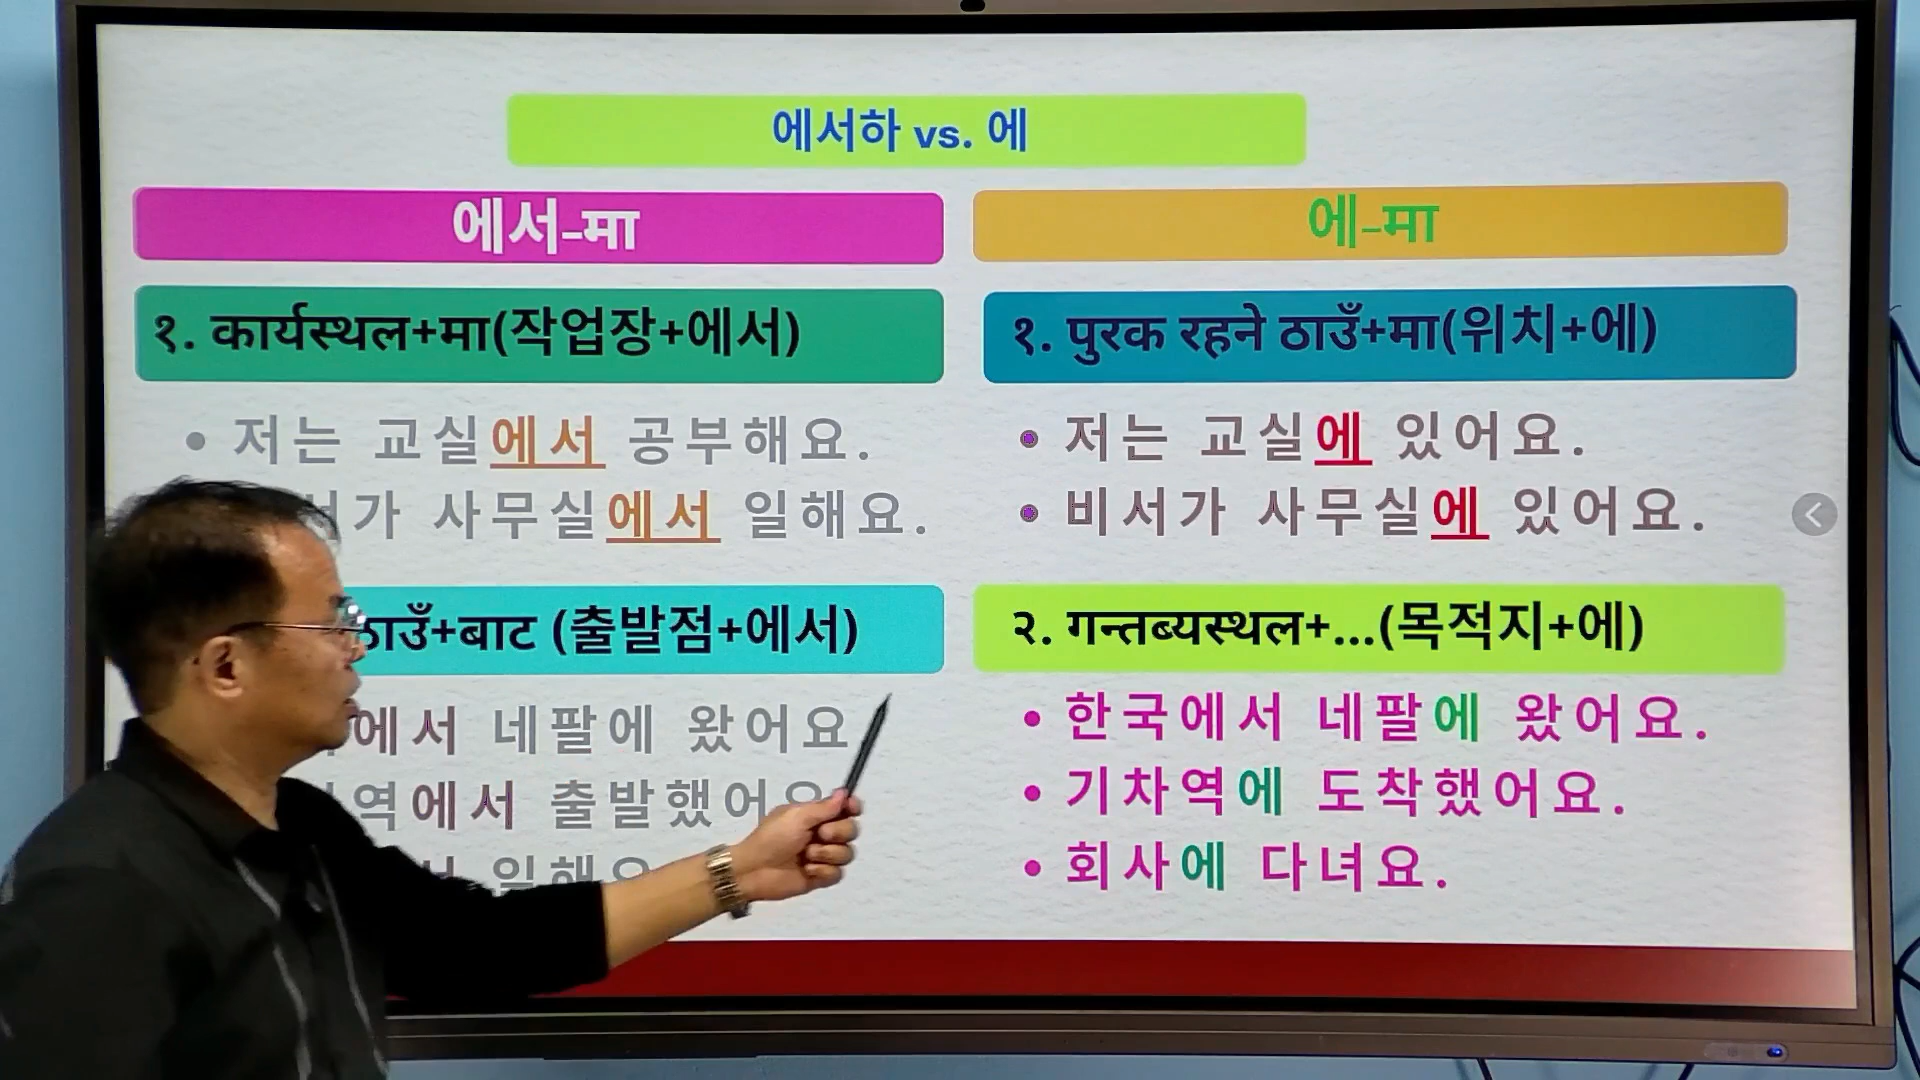 에서하 vs. 에
에서-मा
१. कार्यस्थल+मा(작업장+에서)
• 저는 교실에서 공부해요.
사무실에서 일해요.
ठाउँ+बाट (출발점+에서)
에서 네팔에 왔어요
역에서 출발했어요
일해요
에-मा
१. पुरक रहने ठाउँ+मा(위치+에)
• 저는 교실에 있어요.
• 비서가 사무실에 있어요.
२. गन्तब्यस्थल+...(목적지+에)
• 한국에서 네팔에 왔어요.
• 기차역에 도착했어요.
• 회사에 다녀요.